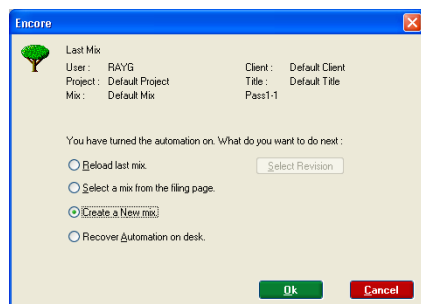 Encore
Last Mix
User : RAYG Client : Default Client
Project : Default Project Title : Default Title
Mix : Default Mix Pass1-1
You have turned the automation on. What do you want to do next :
Reload last mix. Select Revision
Select a mix from the filing page.
Create a New mix.
Recover Automation on desk.
Ok Cancel